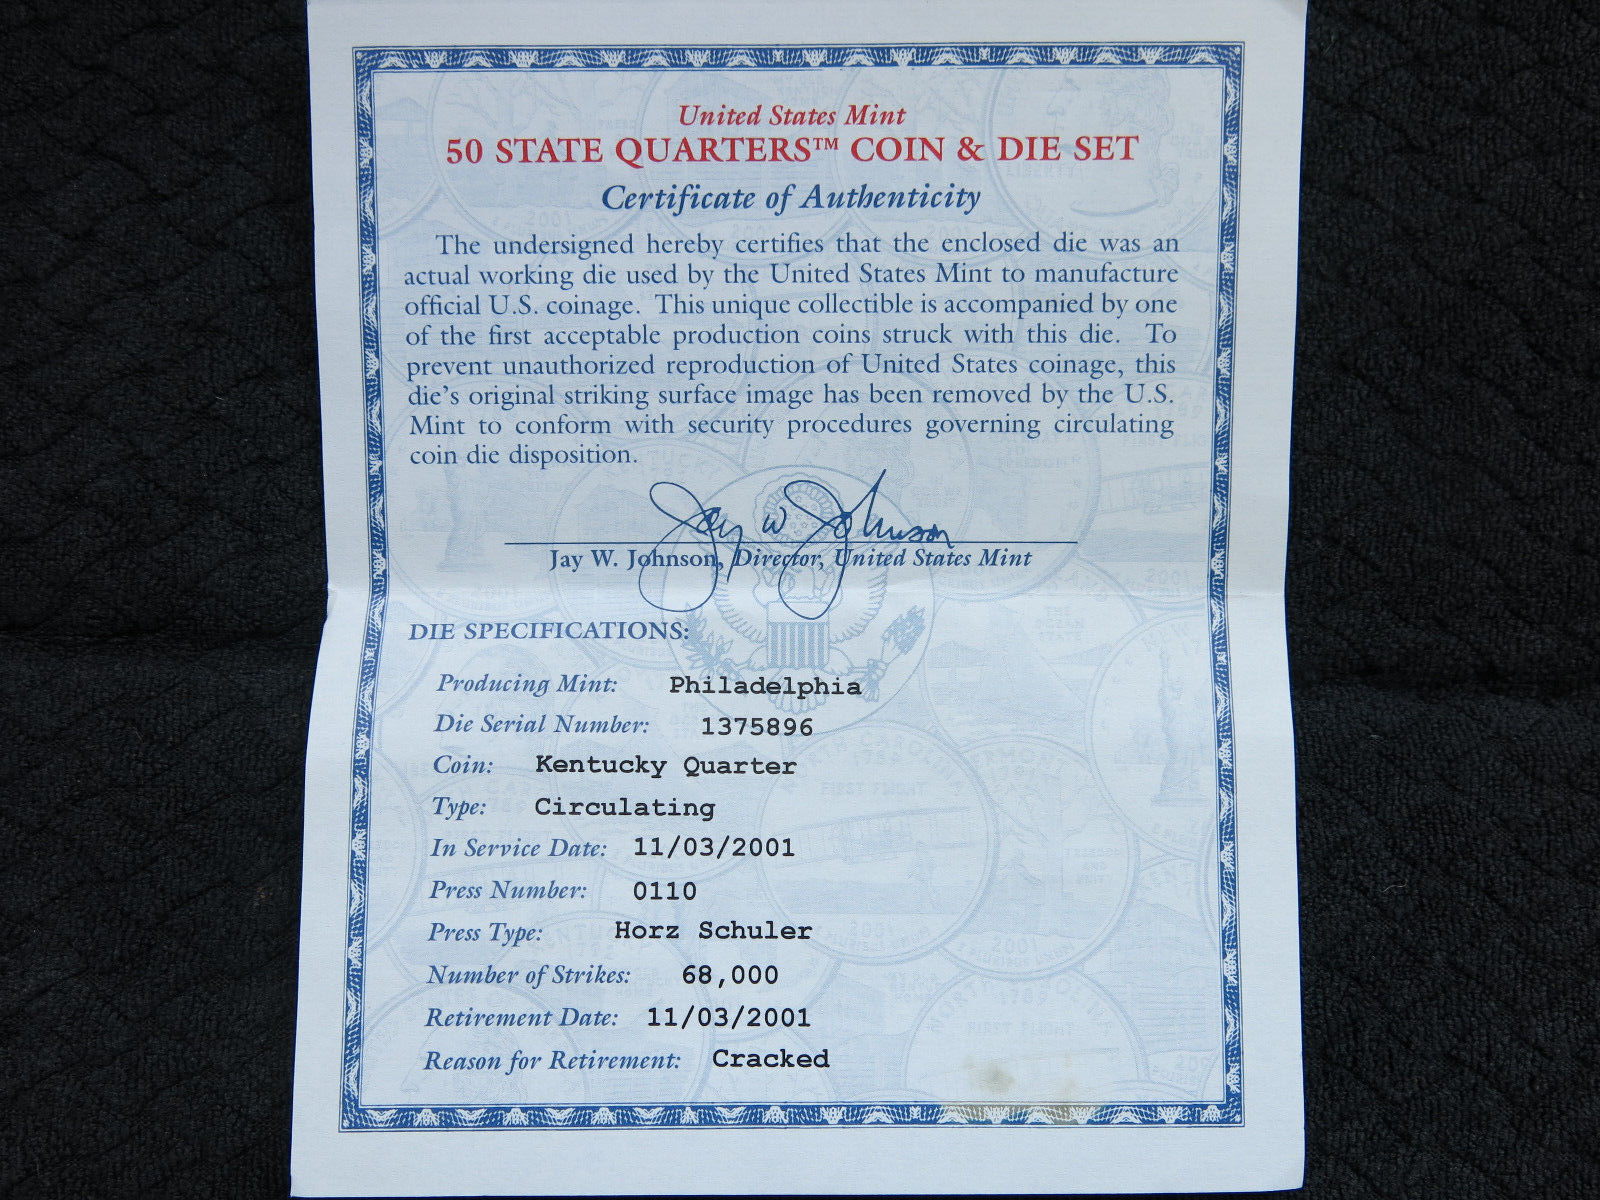 United States Mint
50 STATE QUARTERS™ COIN & DIE SET
Certificate of Authenticity
The undersigned hereby certifies that the enclosed die was an
actual working die used by the United States Mint to manufacture
official U.S. coinage. This unique collectible is accompanied by one
of the first acceptable production coins struck with this die. To
prevent unauthorized reproduction of United States coinage, this
die's original striking surface image has been removed by the U.S.
Mint to conform with security procedures governing circulating
coin die disposition.
Jay W Johnson
Jay W. Johnson, Director, United States Mint
DIE SPECIFICATIONS:
Producing Mint: Philadelphia
Die Serial Number: 1375896
Coin: Kentucky Quarter
Type: Circulating
In Service Date: 11/03/2001
Press Number: 0110
Press Type: Horz Schuler
Number of Strikes: 68,000
Retirement Date: 11/03/2001
Reason for Retirement: Cracked